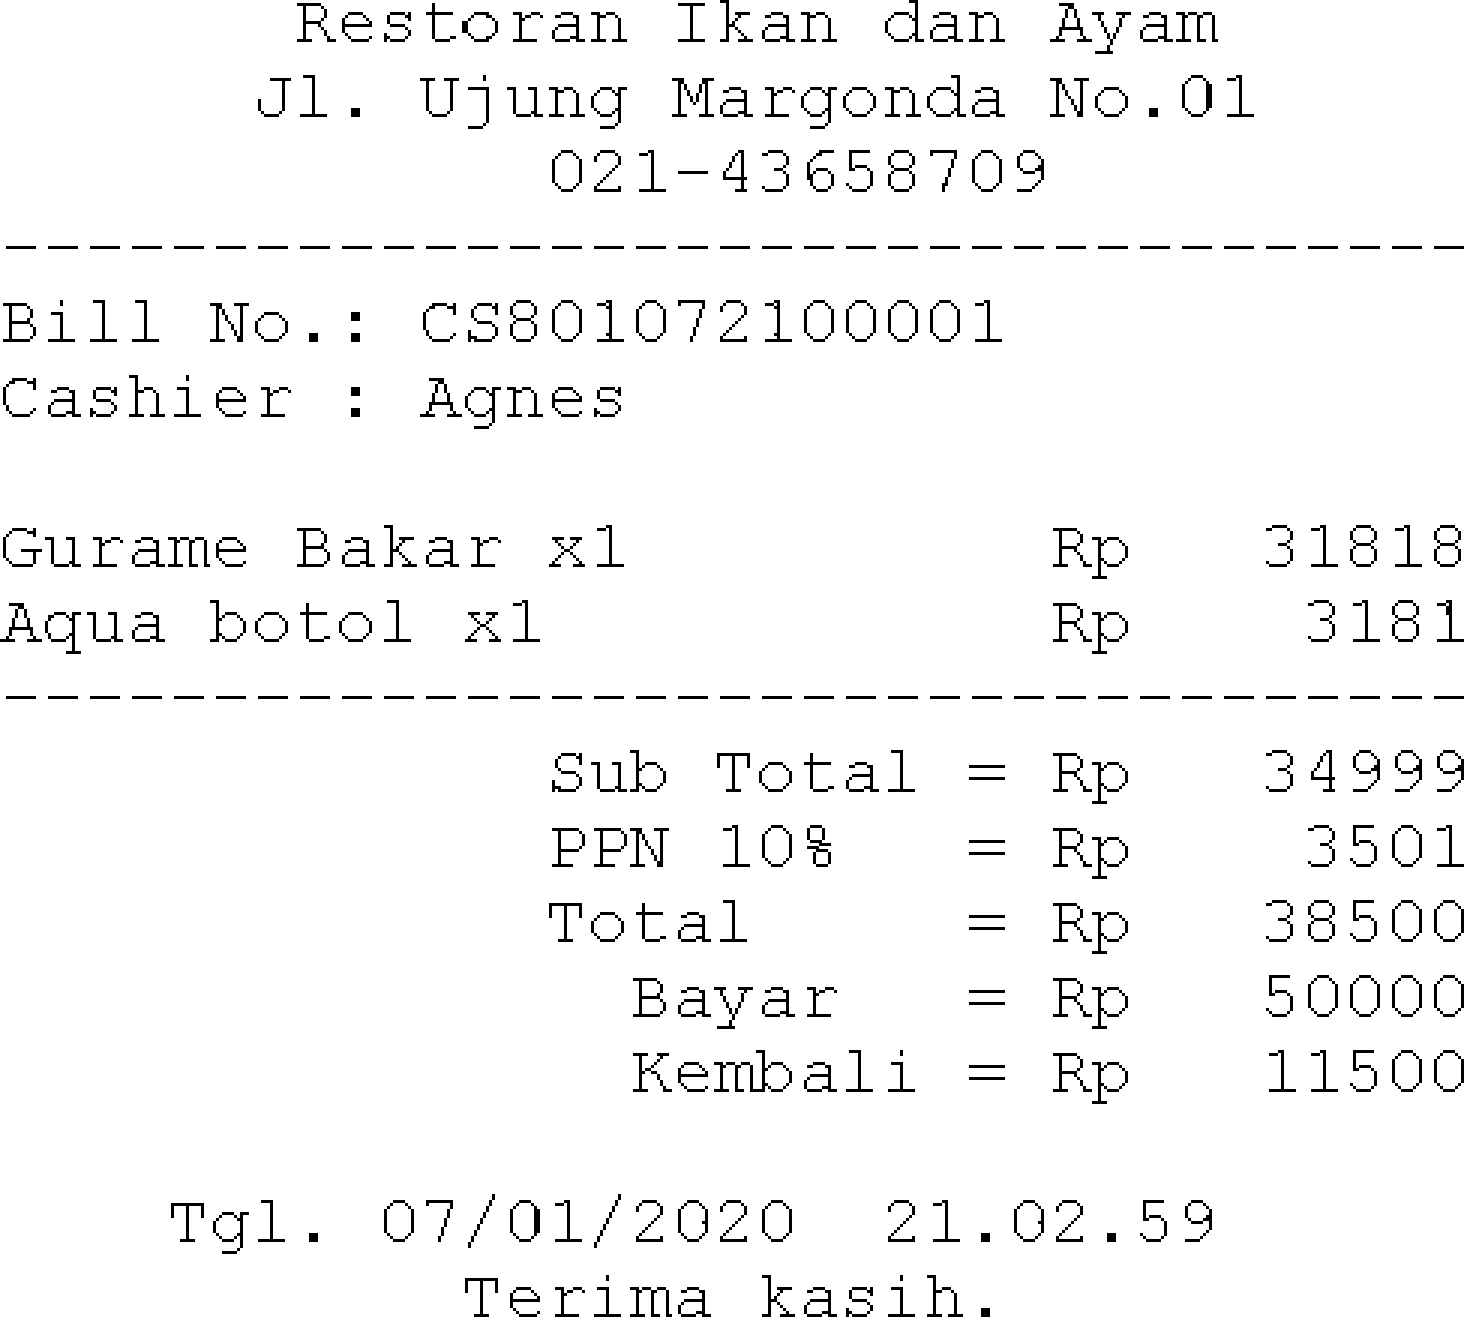 Restoran Ikan dan Ayam
Jl. Ujung Margonda No.01
021-43658709
-----------------------------------
Bill No.: CS801072100001
Cashier : Agnes
Gurame Bakar x1 Rp 31818
Aqua botol x1 Rp 3181
-----------------------------------
Sub Total = Rp 34999
PPN 10% = Rp 3501
Total = Rp 38500
Bayar = Rp 50000
Kembali = Rp 11500
Tgl. 07/01/2020 21.02.59
Terima kasih.